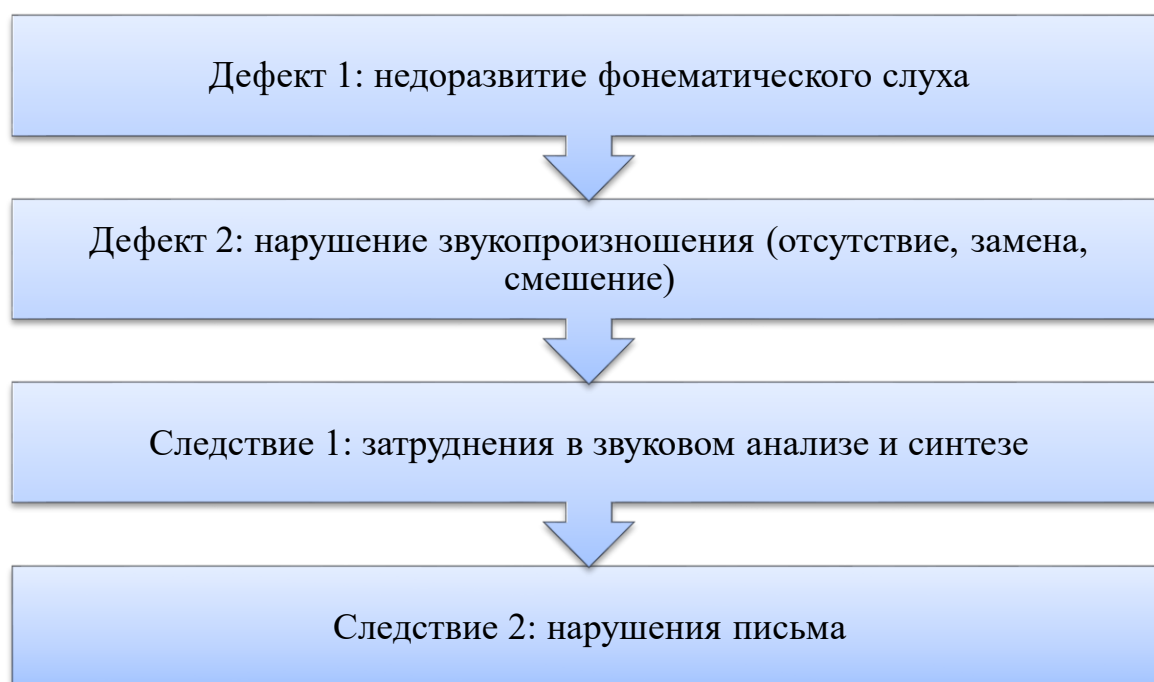 Дефект 1: недоразвитие фонематического слуха
Дефект 2: нарушение звукопроизношения (отсутствие, замена,
смешение)
Следствие 1: затруднения в звуковом анализе и синтезе
Следствие 2: нарушения письма